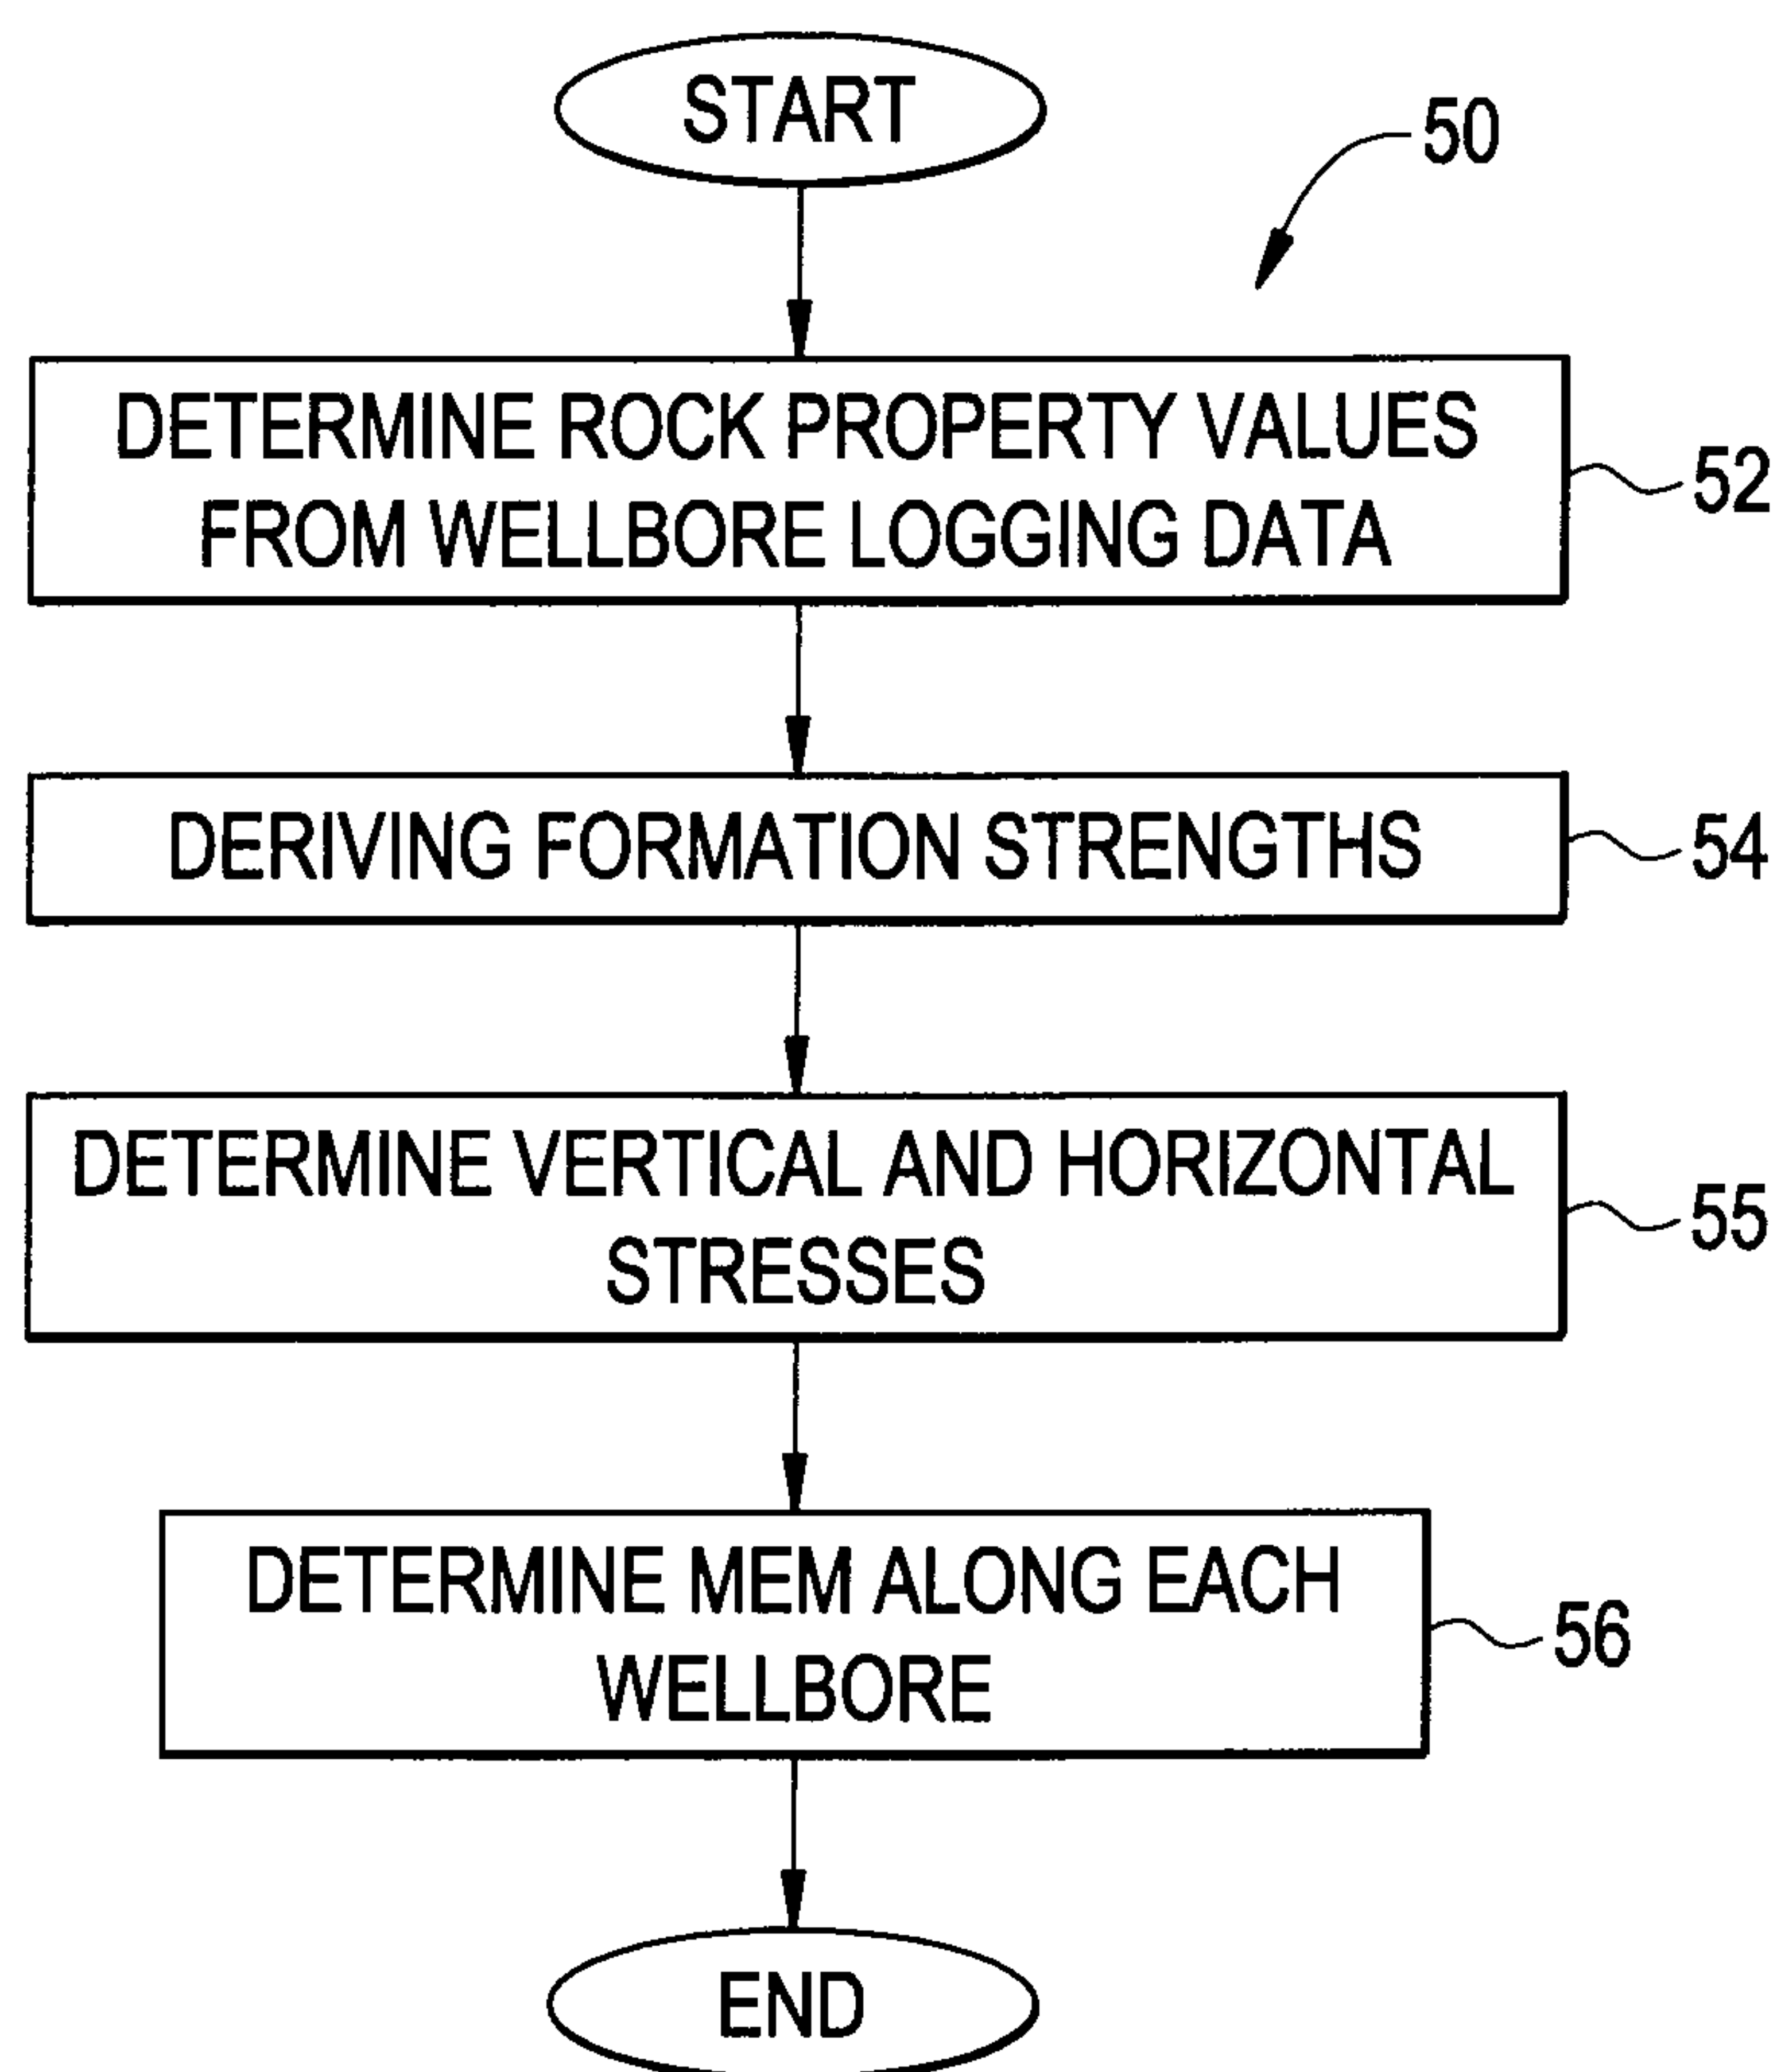 START
50
DETERMINE ROCK PROPERTY VALUES
FROM WELLBORE LOGGING DATA
52
DERIVING FORMATION STRENGTHS
54
DETERMINE VERTICAL AND HORIZONTAL
STRESSES
55
DETERMINE MEM ALONG EACH
WELLBORE
56
END